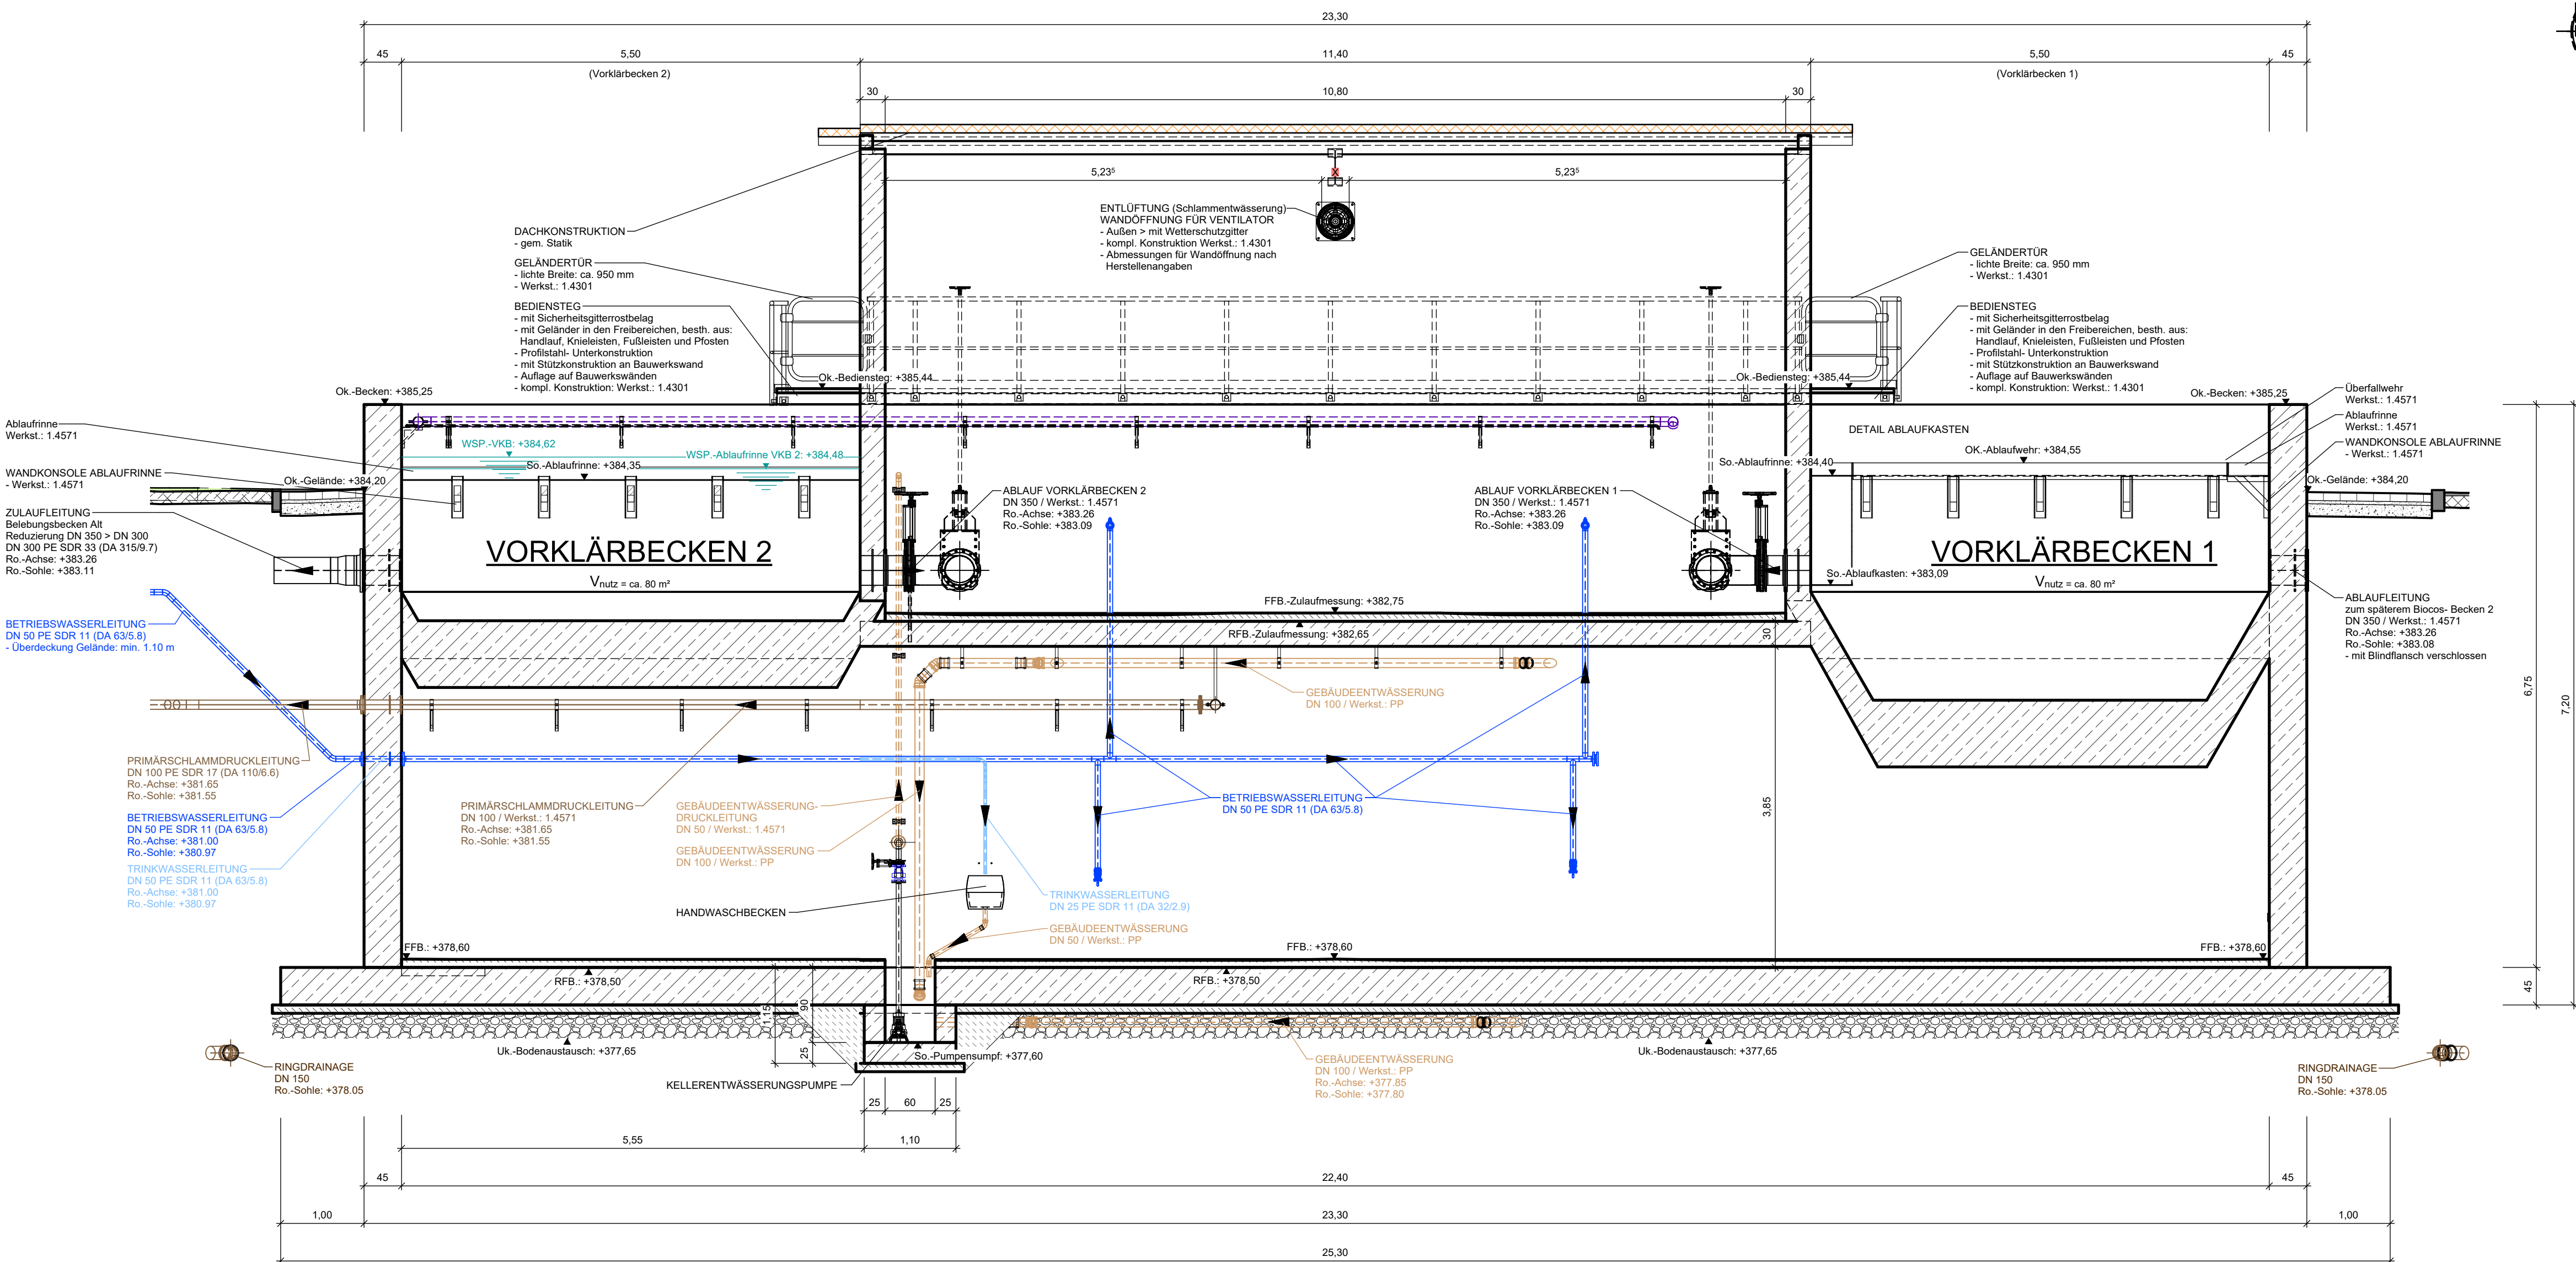 23,30
45
5,50
11,40
5,50
45
(Vorklärbecken 2)
(Vorklärbecken 1)
30
10,80
30
5,23⁵
5,23⁵
ENTLÜFTUNG (Schlammentwässerung)
WANDÖFFNUNG FÜR VENTILATOR
- Außen > mit Wetterschutzgitter
- kompl. Konstruktion Werkst.: 1.4301
- Abmessungen für Wandöffnung nach
Herstellenangaben
DACHKONSTRUKTION
- gem. Statik
GELÄNDERTÜR
- lichte Breite: ca. 950 mm
- Werkst.: 1.4301
BEDIENSTEG
- mit Sicherheitsgitterrostbelag
- mit Geländer in den Freibereichen, besth. aus:
Handlauf, Knieleisten, Fußleisten und Pfosten
- Profilstahl- Unterkonstruktion
- mit Stützkonstruktion an Bauwerkswand
- Auflage auf Bauwerkswänden
- kompl. Konstruktion: Werkst.: 1.4301
GELÄNDERTÜR
- lichte Breite: ca. 950 mm
- Werkst.: 1.4301
BEDIENSTEG
- mit Sicherheitsgitterrostbelag
- mit Geländer in den Freibereichen, besth. aus:
Handlauf, Knieleisten, Fußleisten und Pfosten
- Profilstahl- Unterkonstruktion
- mit Stützkonstruktion an Bauwerkswand
- Auflage auf Bauwerkswänden
- kompl. Konstruktion: Werkst.: 1.4301
Ok.-Bediensteg: +385,44
Ok.-Bediensteg: +385,44
Ok.-Becken: +385,25
Ok.-Becken: +385,25
Überfallwehr
Werkst.: 1.4571
Ablaufrinne
Werkst.: 1.4571
WANDKONSOLE ABLAUFRINNE
- Werkst.: 1.4571
Ablaufrinne
Werkst.: 1.4571
WANDKONSOLE ABLAUFRINNE
- Werkst.: 1.4571
ZULAUFLEITUNG
Belebungsbecken Alt
Reduzierung DN 350 > DN 300
DN 300 PE SDR 33 (DA 315/9.7)
Ro.-Achse: +383.26
Ro.-Sohle: +383.11
WSP.-VKB: +384,62
WSP.-Ablaufrinne VKB 2: +384,48
So.-Ablaufrinne: +384,35
Ok.-Gelände: +384,20
DETAIL ABLAUFKASTEN
OK.-Ablaufwehr: +384,55
So.-Ablaufrinne: +384,40
Ok.-Gelände: +384,20
ABLAUF VORKLÄRBECKEN 2
DN 350 / Werkst.: 1.4571
Ro.-Achse: +383.26
Ro.-Sohle: +383.09
ABLAUF VORKLÄRBECKEN 1
DN 350 / Werkst.: 1.4571
Ro.-Achse: +383.26
Ro.-Sohle: +383.09
VORKLÄRBECKEN 2
Vnutz = ca. 80 m²
VORKLÄRBECKEN 1
Vnutz = ca. 80 m²
So.-Ablaufkasten: +383,09
ABLAUFLEITUNG
zum späterem Biocos- Becken 2
DN 350 / Werkst.: 1.4571
Ro.-Achse: +383.26
Ro.-Sohle: +383.08
- mit Blindflansch verschlossen
FFB.-Zulaufmessung: +382,75
RFB.-Zulaufmessung: +382,65
30
BETRIEBSWASSERLEITUNG
DN 50 PE SDR 11 (DA 63/5.8)
- Überdeckung Gelände: min. 1.10 m
GEBÄUDEENTWÄSSERUNG
DN 100 / Werkst.: PP
6,75
7,20
PRIMÄRSCHLAMMDRUCKLEITUNG
DN 100 PE SDR 17 (DA 110/6.6)
Ro.-Achse: +381.65
Ro.-Sohle: +381.55
BETRIEBSWASSERLEITUNG
DN 50 PE SDR 11 (DA 63/5.8)
Ro.-Achse: +381.00
Ro.-Sohle: +380.97
TRINKWASSERLEITUNG
DN 50 PE SDR 11 (DA 63/5.8)
Ro.-Achse: +381.00
Ro.-Sohle: +380.97
PRIMÄRSCHLAMMDRUCKLEITUNG
DN 100 / Werkst.: 1.4571
Ro.-Achse: +381.65
Ro.-Sohle: +381.55
GEBÄUDEENTWÄSSERUNG-
DRUCKLEITUNG
DN 50 / Werkst.: 1.4571
GEBÄUDEENTWÄSSERUNG
DN 100 / Werkst.: PP
HANDWASCHBECKEN
BETRIEBSWASSERLEITUNG
DN 50 PE SDR 11 (DA 63/5.8)
3,85
TRINKWASSERLEITUNG
DN 25 PE SDR 11 (DA 32/2.9)
GEBÄUDEENTWÄSSERUNG
DN 50 / Werkst.: PP
FFB.: +378,60
FFB.: +378,60
FFB.: +378,60
RFB.: +378,50
RFB.: +378,50
45
1,15
90
25
Uk.-Bodenaustausch: +377,65
So.-Pumpensumpf: +377,60
Uk.-Bodenaustausch: +377,65
KELLERENTWÄSSERUNGSPUMPE
GEBÄUDEENTWÄSSERUNG
DN 100 / Werkst.: PP
Ro.-Achse: +377.85
Ro.-Sohle: +377.80
RINGDRAINAGE
DN 150
Ro.-Sohle: +378.05
RINGDRAINAGE
DN 150
Ro.-Sohle: +378.05
25
60
25
5,55
1,10
45
22,40
45
1,00
23,30
1,00
25,30